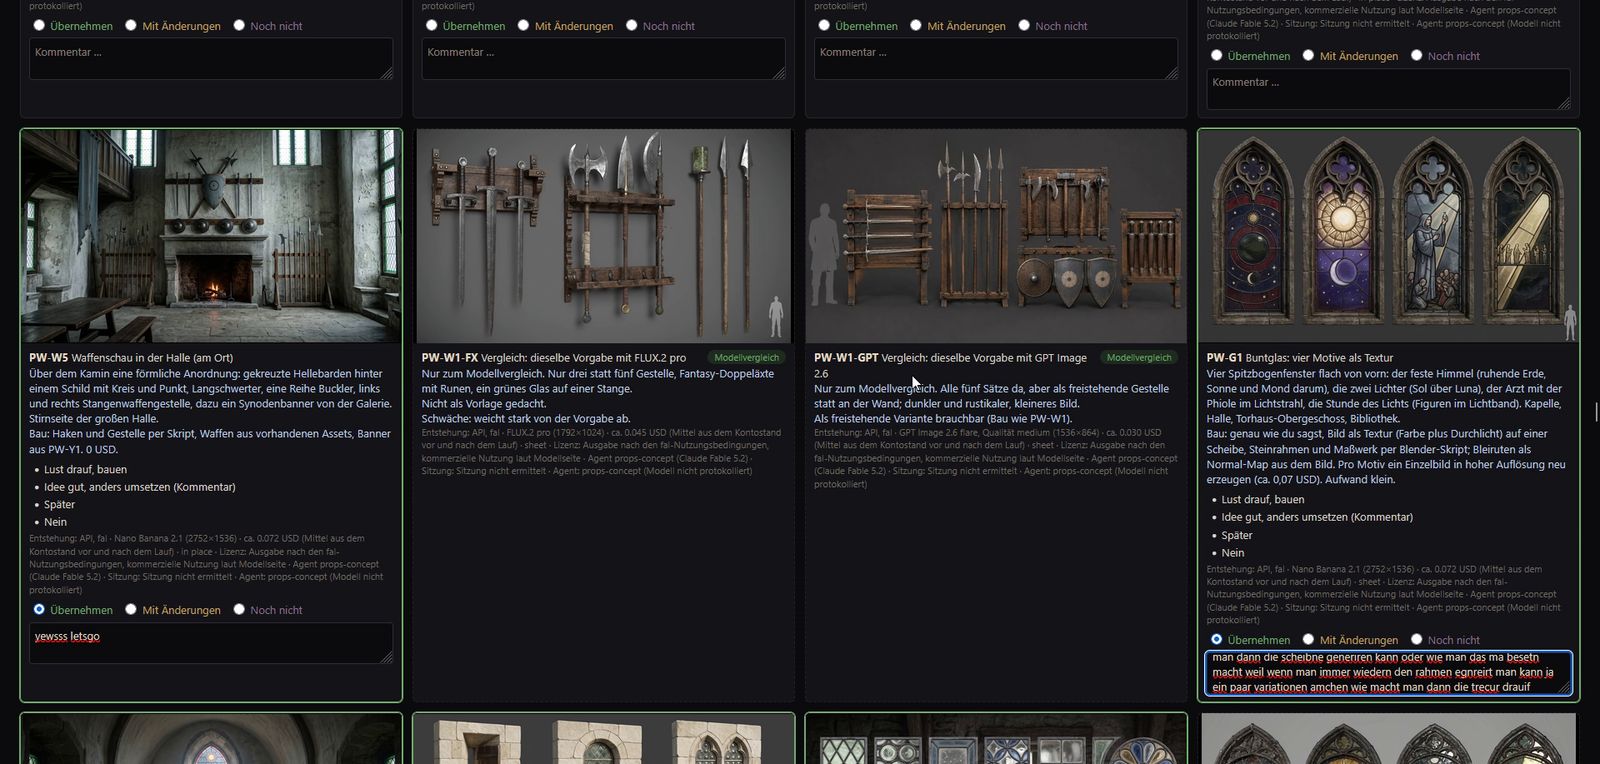 protokolliert)
Übernehmen Mit Änderungen Noch nicht
Kommentar ...
protokolliert)
Übernehmen Mit Änderungen Noch nicht
Kommentar ...
protokolliert)
Übernehmen Mit Änderungen Noch nicht
Kommentar ...
Nutzungsbedingungen, kommerzielle Nutzung laut Modellseite · Agent props-concept
(Claude Fable 5.2) · Sitzung: Sitzung nicht ermittelt · Agent: props-concept (Modell nicht
protokolliert)
Übernehmen Mit Änderungen Noch nicht
Kommentar ...
PW-W5 Waffenschau in der Halle (am Ort)
Über dem Kamin eine förmliche Anordnung: gekreuzte Hellebarden hinter
einem Schild mit Kreis und Punkt, Langschwerter, eine Reihe Buckler, links
und rechts Stangenwaffengestelle, dazu ein Synodenbanner von der Galerie.
Stirnseite der großen Halle.
Bau: Haken und Gestelle per Skript, Waffen aus vorhandenen Assets, Banner
aus PW-Y1. 0 USD.
• Lust drauf, bauen
• Idee gut, anders umsetzen (Kommentar)
• Später
• Nein
Entstehung: API, fal · Nano Banana 2.1 (2752×1536) · ca. 0.072 USD (Mittel aus dem
Kontostand vor und nach dem Lauf) · in place · Lizenz: Ausgabe nach den fal-
Nutzungsbedingungen, kommerzielle Nutzung laut Modellseite · Agent props-concept
(Claude Fable 5.2) · Sitzung: Sitzung nicht ermittelt · Agent: props-concept (Modell nicht
protokolliert)
Übernehmen Mit Änderungen Noch nicht
yewsss letsgo
PW-W1-FX Vergleich: dieselbe Vorgabe mit FLUX.2 pro Modellvergleich
Nur zum Modellvergleich. Nur drei statt fünf Gestelle, Fantasy-Doppeläxte
mit Runen, ein grünes Glas auf einer Stange.
Nicht als Vorlage gedacht.
Schwäche: weicht stark von der Vorgabe ab.
Entstehung: API, fal · FLUX.2 pro (1792×1024) · ca. 0.045 USD (Mittel aus dem Kontostand
vor und nach dem Lauf) · sheet · Lizenz: Ausgabe nach den fal-Nutzungsbedingungen,
kommerzielle Nutzung laut Modellseite · Agent props-concept (Claude Fable 5.2) ·
Sitzung: Sitzung nicht ermittelt · Agent: props-concept (Modell nicht protokolliert)
PW-W1-GPT Vergleich: dieselbe Vorgabe mit GPT Image Modellvergleich
2.6
Nur zum Modellvergleich. Alle fünf Sätze da, aber als freistehende Gestelle
statt an der Wand; dunkler und rustikaler, kleineres Bild.
Als freistehende Variante brauchbar (Bau wie PW-W1).
Entstehung: API, fal · GPT Image 2.6 flare, Qualität medium (1536×864) · ca. 0.030 USD
(Mittel aus dem Kontostand vor und nach dem Lauf) · sheet · Lizenz: Ausgabe nach den
fal-Nutzungsbedingungen, kommerzielle Nutzung laut Modellseite · Agent props-concept
(Claude Fable 5.2) · Sitzung: Sitzung nicht ermittelt · Agent: props-concept (Modell nicht
protokolliert)
PW-G1 Buntglas: vier Motive als Textur
Vier Spitzbogenfenster flach von vorn: der feste Himmel (ruhende Erde,
Sonne und Mond darum), die zwei Lichter (Sol über Luna), der Arzt mit der
Phiole im Lichtstrahl, die Stunde des Lichts (Figuren im Lichtband). Kapelle,
Halle, Torhaus-Obergeschoss, Bibliothek.
Bau: genau wie du sagst, Bild als Textur (Farbe plus Durchlicht) auf einer
Scheibe, Steinrahmen und Maßwerk per Blender-Skript; Bleiruten als
Normal-Map aus dem Bild. Pro Motiv ein Einzelbild in hoher Auflösung neu
erzeugen (ca. 0,07 USD). Aufwand klein.
• Lust drauf, bauen
• Idee gut, anders umsetzen (Kommentar)
• Später
• Nein
Entstehung: API, fal · Nano Banana 2.1 (2752×1536) · ca. 0.072 USD (Mittel aus dem
Kontostand vor und nach dem Lauf) · sheet · Lizenz: Ausgabe nach den fal-
Nutzungsbedingungen, kommerzielle Nutzung laut Modellseite · Agent props-concept
(Claude Fable 5.2) · Sitzung: Sitzung nicht ermittelt · Agent: props-concept (Modell nicht
protokolliert)
Übernehmen Mit Änderungen Noch nicht
man dann die scheibne generiren kann oder wie man das ma besetn
macht weil wenn man immer wiedern den rahmen egnreirt man kann ja
ein paar variationen amchen wie macht man dann die trecur drauif